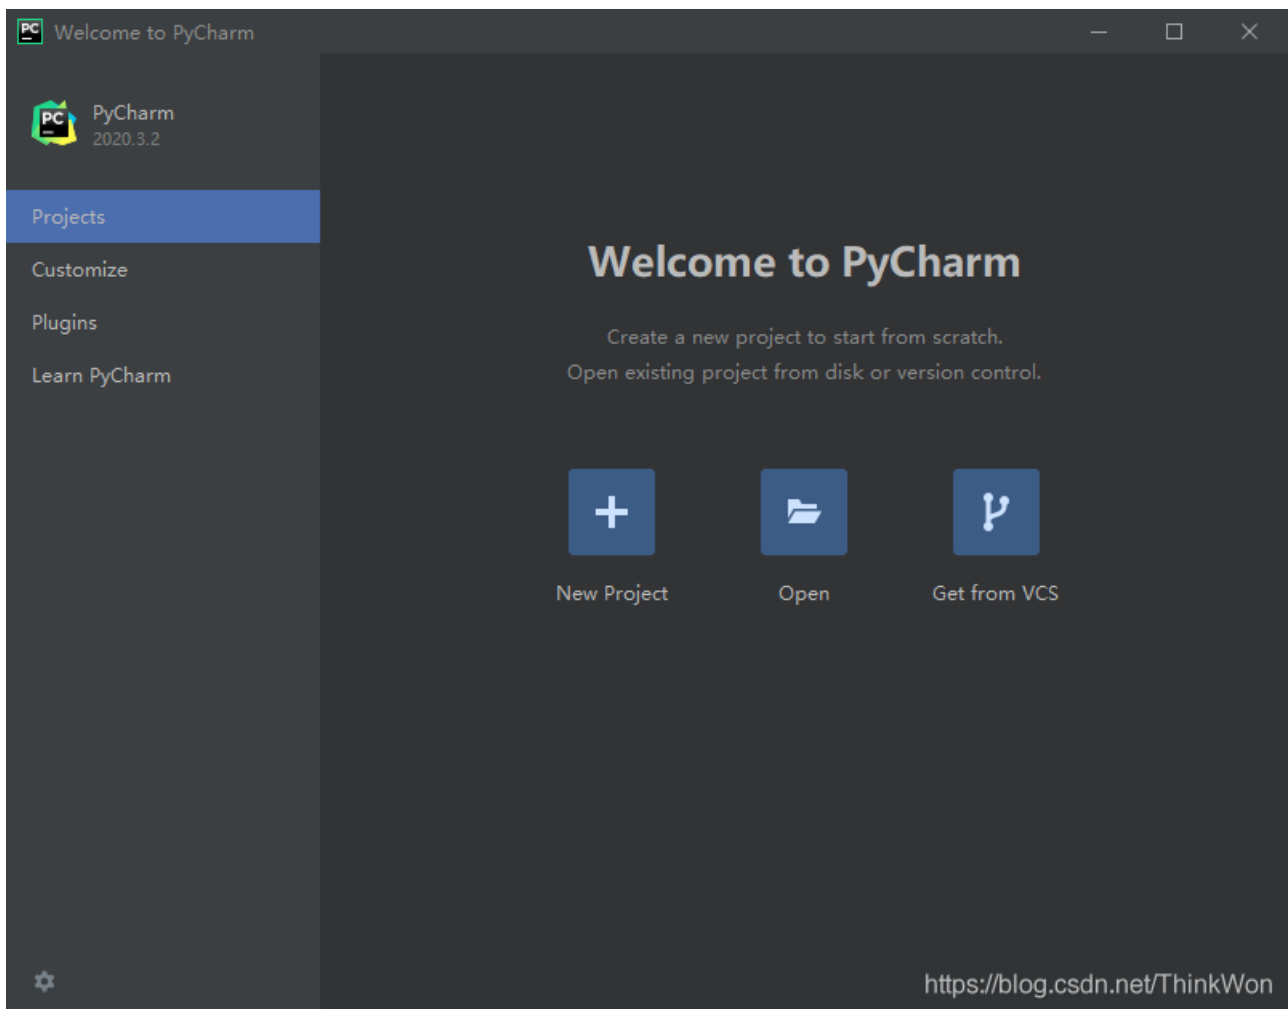 PC Welcome to PyCharm
PC PyCharm
2020.3.2
Projects
Customize
Plugins
Learn PyCharm
Welcome to PyCharm
Create a new project to start from scratch.
Open existing project from disk or version control.
New Project Open Get from VCS
https://blog.csdn.net/ThinkWon